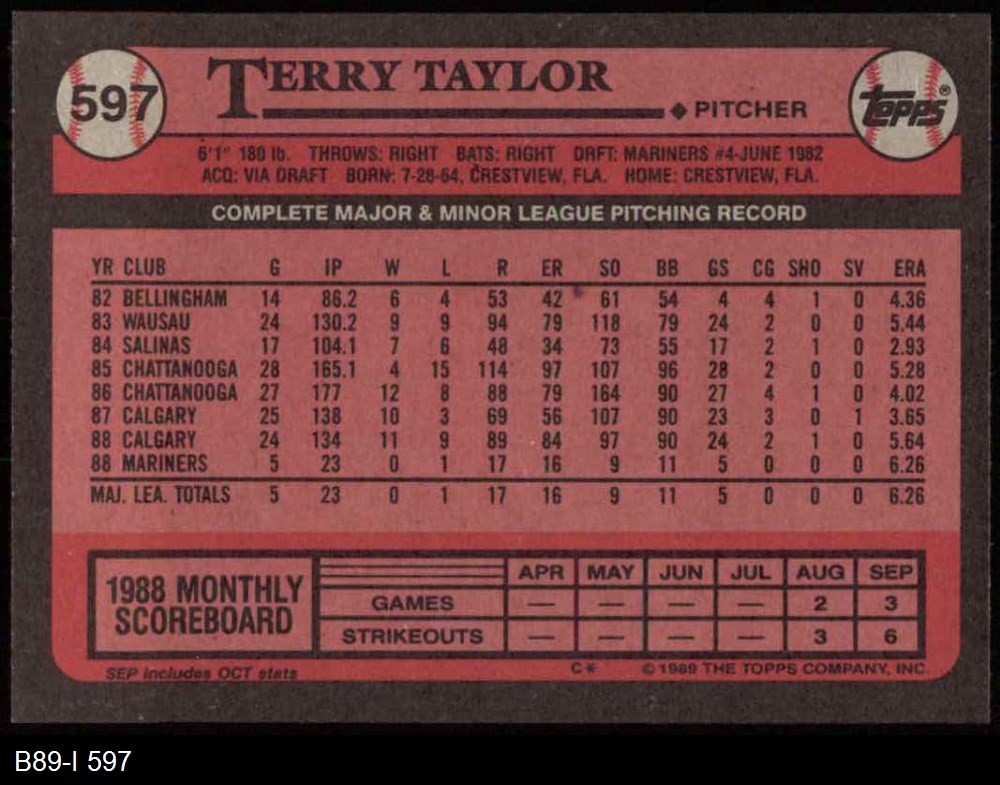 597
TERRY TAYLOR
◆ PITCHER
TOPPS®
6'1" 180 lb. THROWS: RIGHT BATS: RIGHT DRFT: MARINERS #4-JUNE 1982
ACQ: VIA DRAFT BORN: 7-28-64, CRESTVIEW, FLA. HOME: CRESTVIEW, FLA.
COMPLETE MAJOR & MINOR LEAGUE PITCHING RECORD
YR CLUB G IP W L R ER SO BB GS CG SHO SV ERA
82 BELLINGHAM 14 86.2 6 4 53 42 61 54 4 4 1 0 4.36
83 WAUSAU 24 130.2 9 9 94 79 118 79 24 2 0 0 5.44
84 SALINAS 17 104.1 7 6 48 34 73 55 17 2 1 0 2.93
85 CHATTANOOGA 28 165.1 4 15 114 97 107 96 28 2 0 0 5.28
86 CHATTANOOGA 27 177 12 8 88 79 164 90 27 4 1 0 4.02
87 CALGARY 25 138 10 3 69 56 107 90 23 3 0 1 3.65
88 CALGARY 24 134 11 9 89 84 97 90 24 2 1 0 5.64
88 MARINERS 5 23 0 1 17 16 9 11 5 0 0 0 6.26
MAJ. LEA. TOTALS 5 23 0 1 17 16 9 11 5 0 0 0 6.26
1988 MONTHLY
SCOREBOARD
APR MAY JUN JUL AUG SEP
GAMES — — — — 2 3
STRIKEOUTS — — — — 3 6
SEP includes OCT stats
C* © 1989 THE TOPPS COMPANY, INC.
B89-I 597